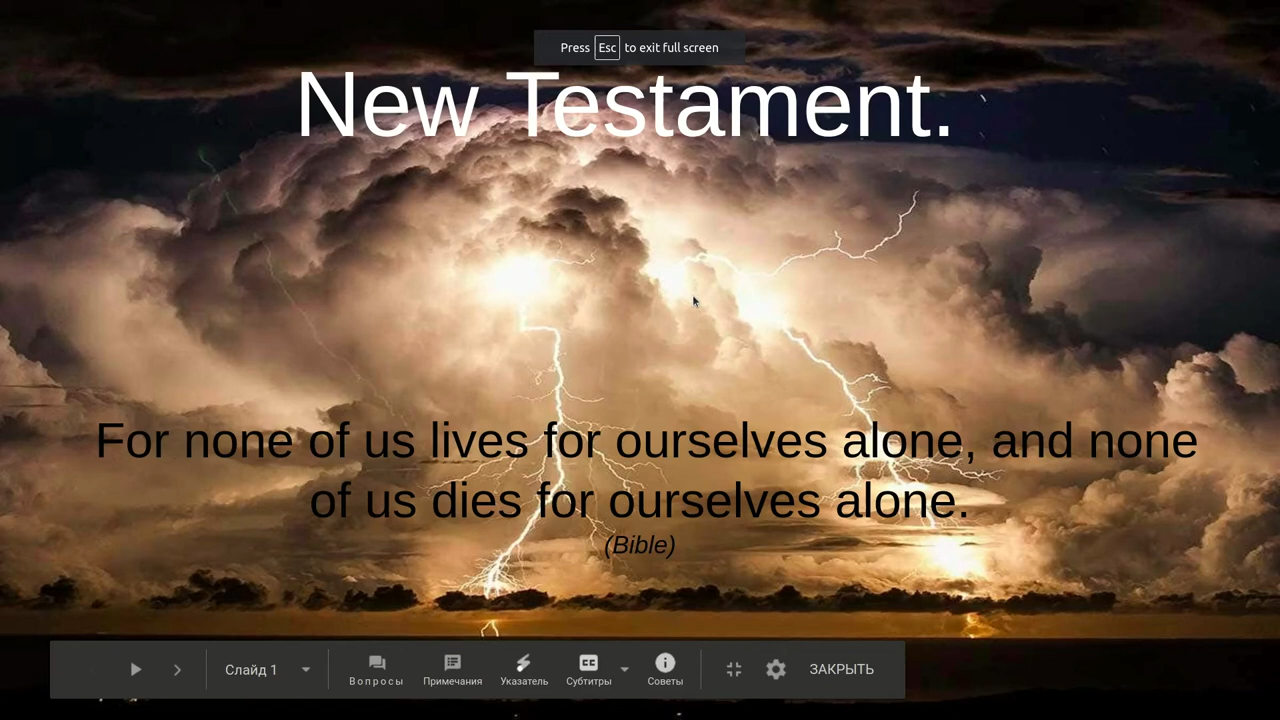 Press Esc to exit full screen
New Testament.
For none of us lives for ourselves alone, and none
of us dies for ourselves alone.
(Bible)
Слайд 1
Вопросы
Примечания
Указатель
Субтитры
Советы
ЗАКРЫТЬ